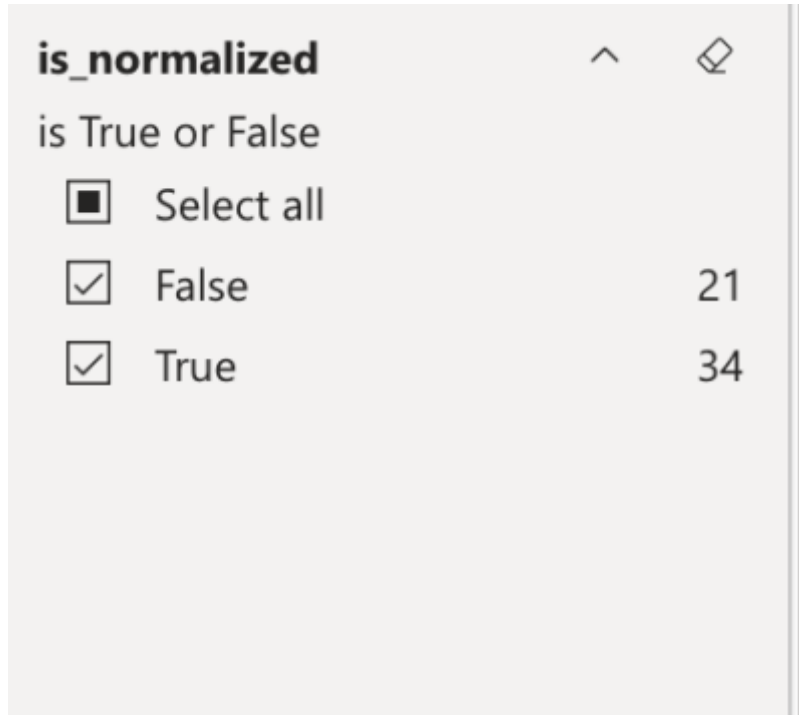 is_normalized
is True or False
Select all
False 21
True 34